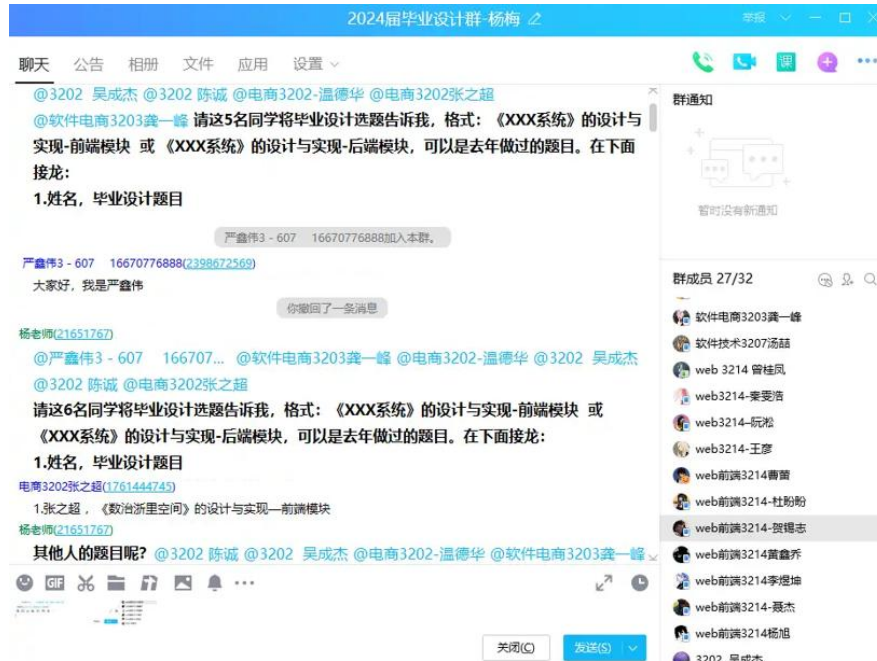 2024届毕业设计群-杨梅
举报
聊天 公告 相册 文件 应用 设置
课
@3202 吴成杰 @3202 陈诚 @电商3202-温德华 @电商3202张之超
@软件电商3203龚一峰 请这5名同学将毕业设计选题告诉我，格式：《XXX系统》的设计与
实现-前端模块 或 《XXX系统》的设计与实现-后端模块，可以是去年做过的题目。在下面
接龙：
1.姓名，毕业设计题目
严鑫伟3 - 607 16670776888加入本群。
严鑫伟3 - 607 16670776888(2398672569)
大家好，我是严鑫伟
你撤回了一条消息
杨老师(21651767)
@严鑫伟3 - 607 166707... @软件电商3203龚一峰 @电商3202-温德华 @3202 吴成杰
@3202 陈诚 @电商3202张之超
请这6名同学将毕业设计选题告诉我，格式：《XXX系统》的设计与实现-前端模块 或
《XXX系统》的设计与实现-后端模块，可以是去年做过的题目。在下面接龙：
1.姓名，毕业设计题目
电商3202张之超(1761444745)
1.张之超，《数治浙里空间》的设计与实现—前端模块
杨老师(21651767)
其他人的题目呢？@3202 陈诚 @3202 吴成杰 @电商3202-温德华 @软件电商3203龚一峰
GIF
关闭(C) 发送(S)
群通知
暂时没有新通知
群成员 27/32
软件电商3203龚一峰
软件技术3207汤喆
web 3214 曾桂凤
web3214-秦雯浩
web3214-阮淞
web3214-王彦
web前端3214曹菌
web前端3214-杜盼盼
web前端3214-贺锡志
web前端3214黄鑫乔
web前端3214李煜坤
web前端3214-聂杰
web前端3214杨旭
3202 吴成杰